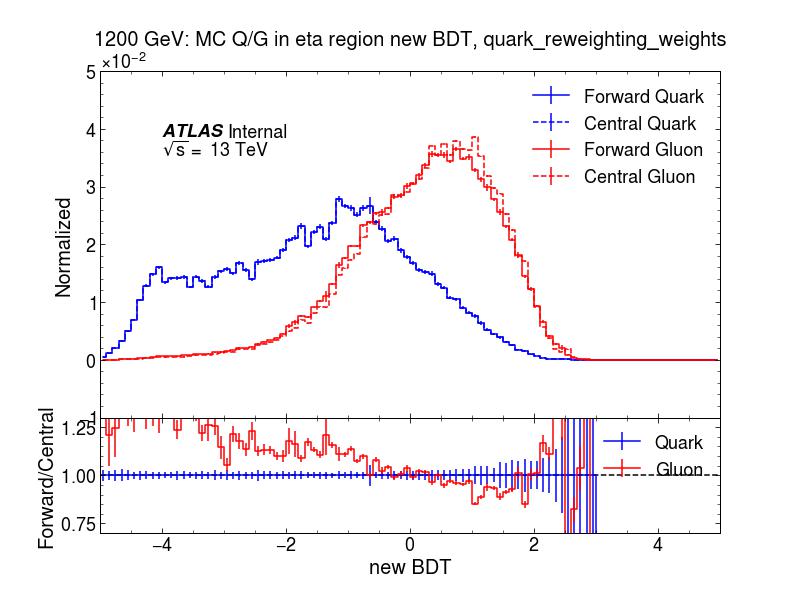 1200 GeV: MC Q/G in eta region new BDT, quark_reweighting_weights
×10⁻²
5
4
3
2
1
0
−1
Normalized
ATLAS Internal
√s = 13 TeV
Forward Quark
Central Quark
Forward Gluon
Central Gluon
1.25
1.00
0.75
Forward/Central
Quark
Gluon
−4 −2 0 2 4
new BDT